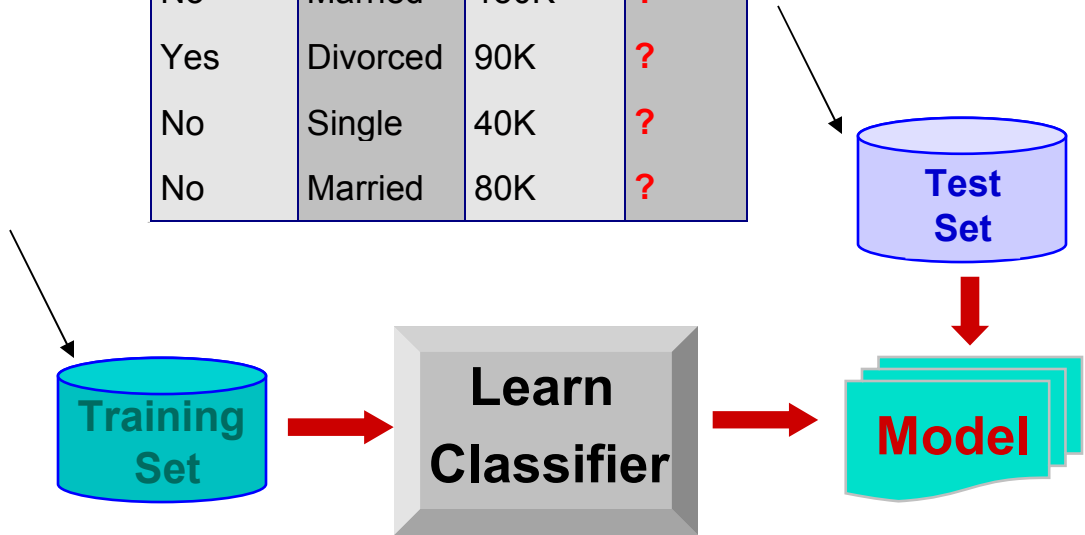 Yes Divorced 90K ?
No Single 40K ?
No Married 80K ?
Test
Set
Training
Set
Learn
Classifier
Model